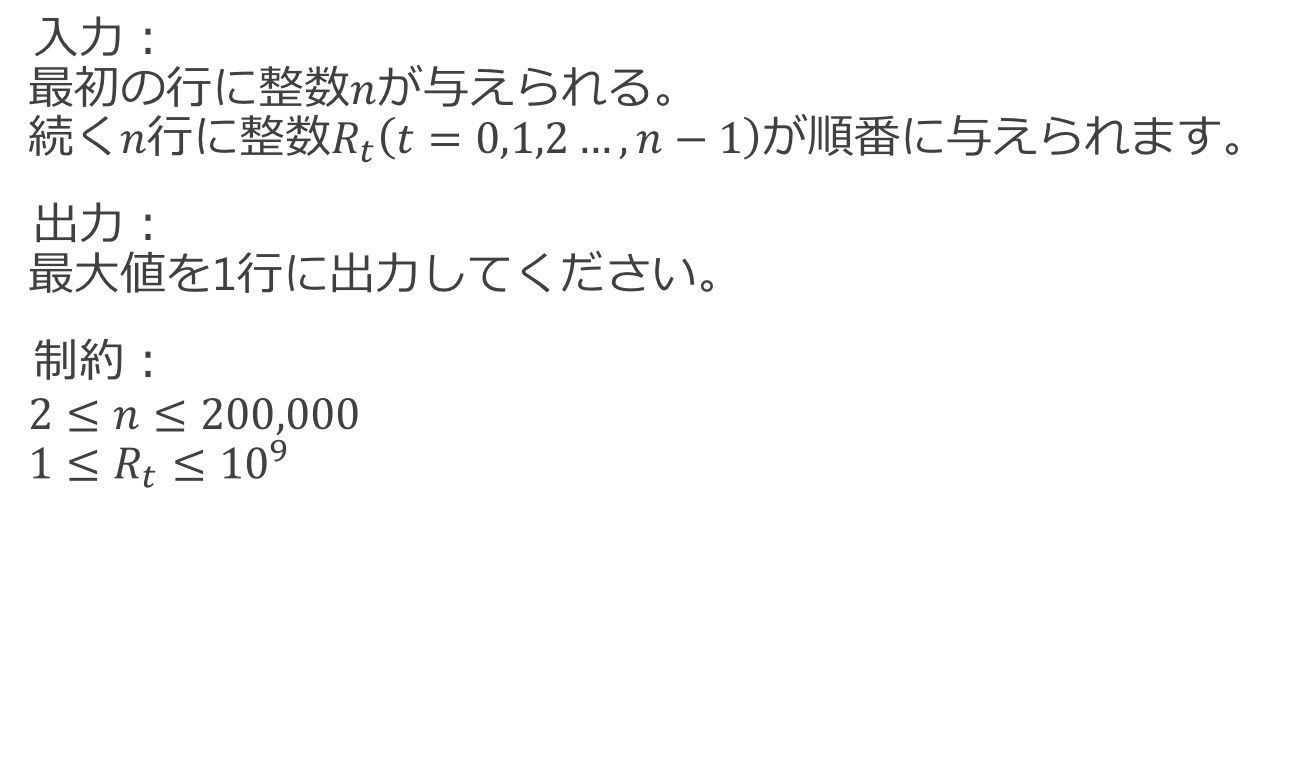 入力：
最初の行に整数nが与えられる。
続くn行に整数R_t(t = 0,1,2 …, n − 1)が順番に与えられます。
出力：
最大値を1行に出力してください。
制約：
2 ≤ n ≤ 200,000
1 ≤ R_t ≤ 10^9